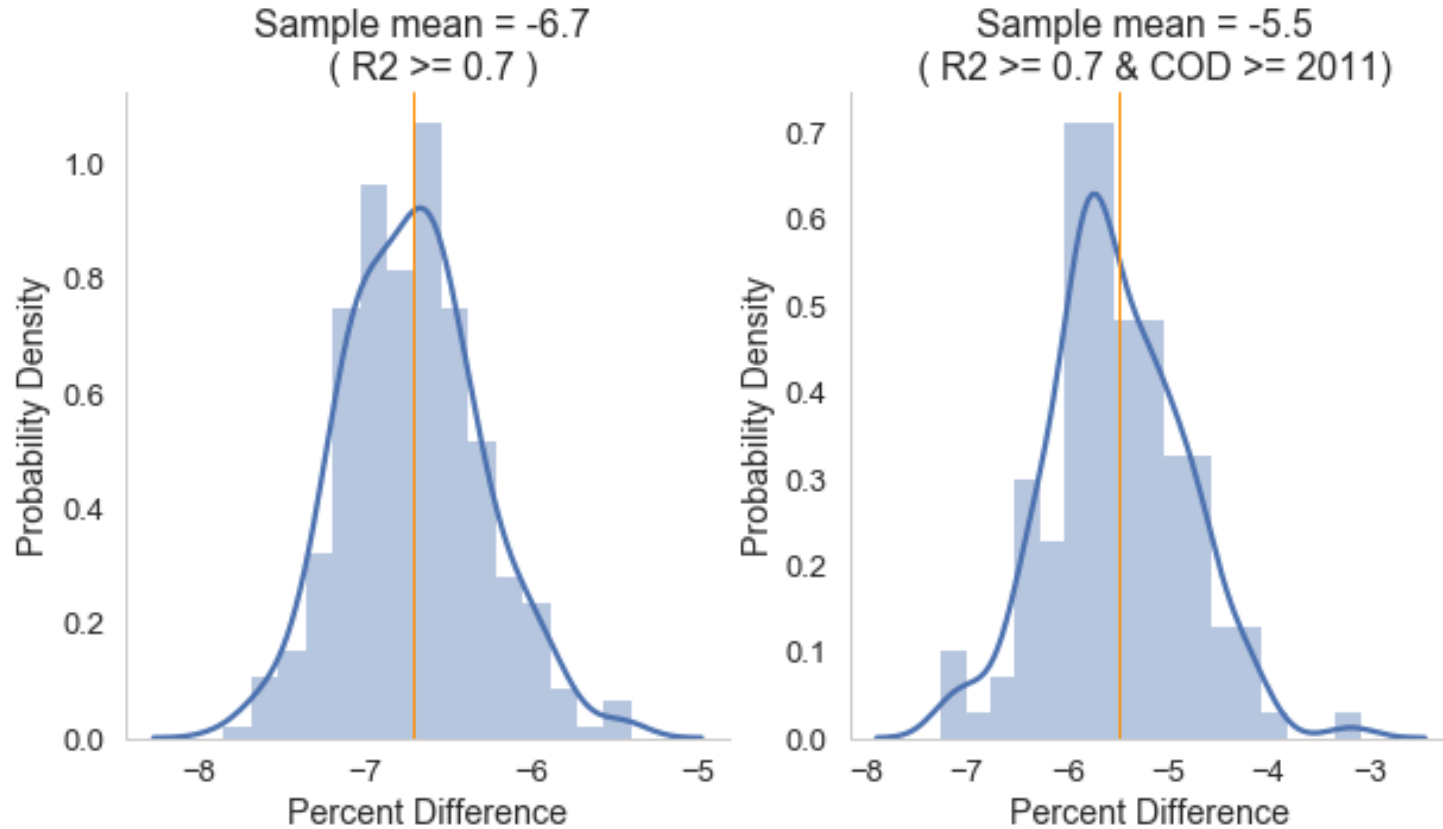 Sample mean = -6.7
( R2 >= 0.7 )
Probability Density
1.0
0.8
0.6
0.4
0.2
0.0
−8 −7 −6 −5
Percent Difference
Sample mean = -5.5
( R2 >= 0.7 & COD >= 2011)
Probability Density
0.7
0.6
0.5
0.4
0.3
0.2
0.1
0.0
−8 −7 −6 −5 −4 −3
Percent Difference